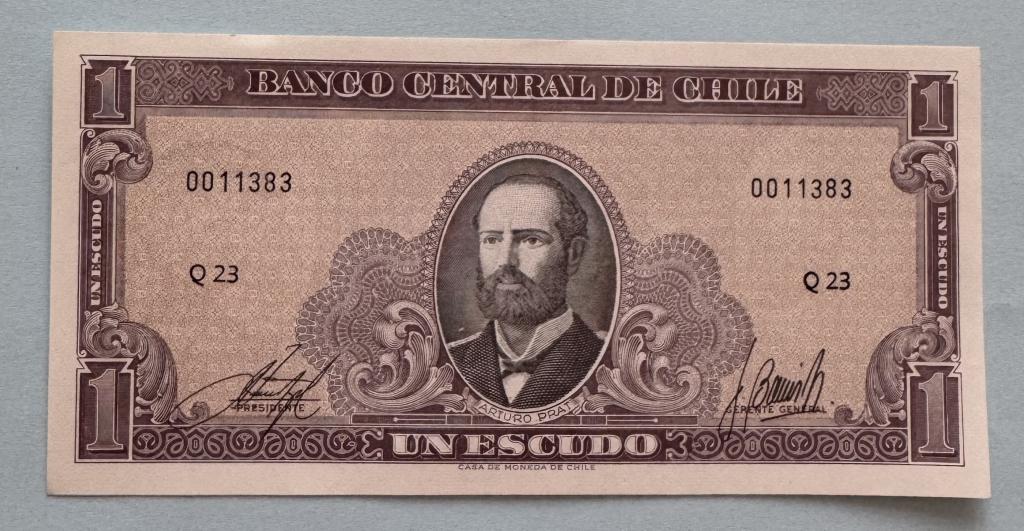 1 BANCO CENTRAL DE CHILE 1
0011383 0011383
UN ESCUDO UN ESCUDO
Q 23 Q 23
PRESIDENTE GERENTE GENERAL
ARTURO PRAT
1 UN ESCUDO 1
CASA DE MONEDA DE CHILE